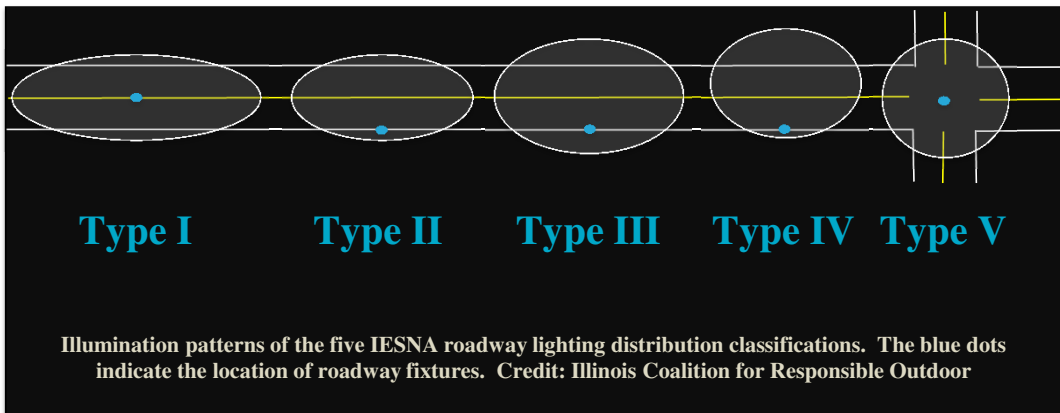 Type I Type II Type III Type IV Type V
Illumination patterns of the five IESNA roadway lighting distribution classifications. The blue dots
indicate the location of roadway fixtures. Credit: Illinois Coalition for Responsible Outdoor